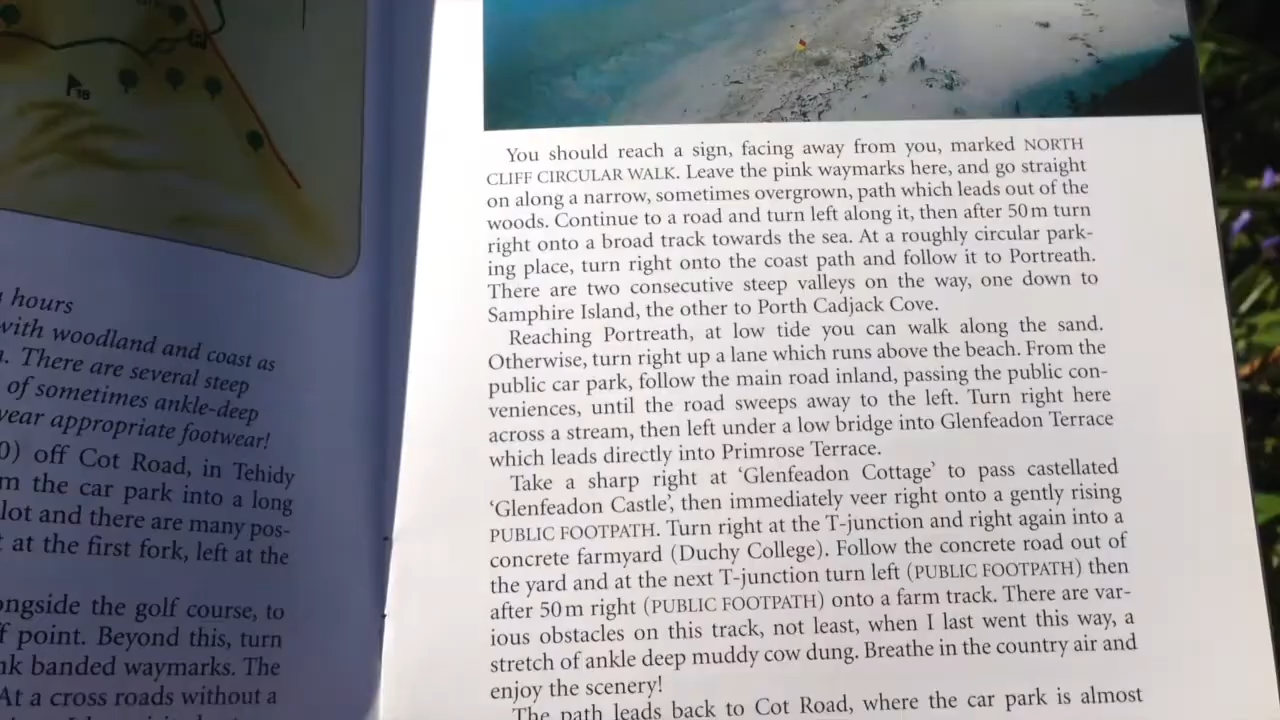 18
hours
with woodland and coast as
There are several steep
of sometimes ankle-deep
wear appropriate footwear!
0) off Cot Road, in Tehidy
m the car park into a long
lot and there are many pos-
at the first fork, left at the
ongside the golf course, to
f point. Beyond this, turn
nk banded waymarks. The
At a cross roads without a
You should reach a sign, facing away from you, marked NORTH
CLIFF CIRCULAR WALK. Leave the pink waymarks here, and go straight
on along a narrow, sometimes overgrown, path which leads out of the
woods. Continue to a road and turn left along it, then after 50 m turn
right onto a broad track towards the sea. At a roughly circular park-
ing place, turn right onto the coast path and follow it to Portreath.
There are two consecutive steep valleys on the way, one down to
Samphire Island, the other to Porth Cadjack Cove.
Reaching Portreath, at low tide you can walk along the sand.
Otherwise, turn right up a lane which runs above the beach. From the
public car park, follow the main road inland, passing the public con-
veniences, until the road sweeps away to the left. Turn right here
across a stream, then left under a low bridge into Glenfeadon Terrace
which leads directly into Primrose Terrace.
Take a sharp right at ‘Glenfeadon Cottage’ to pass castellated
‘Glenfeadon Castle’, then immediately veer right onto a gently rising
PUBLIC FOOTPATH. Turn right at the T-junction and right again into a
concrete farmyard (Duchy College). Follow the concrete road out of
the yard and at the next T-junction turn left (PUBLIC FOOTPATH) then
after 50 m right (PUBLIC FOOTPATH) onto a farm track. There are var-
ious obstacles on this track, not least, when I last went this way, a
stretch of ankle deep muddy cow dung. Breathe in the country air and
enjoy the scenery!
The path leads back to Cot Road, where the car park is almost